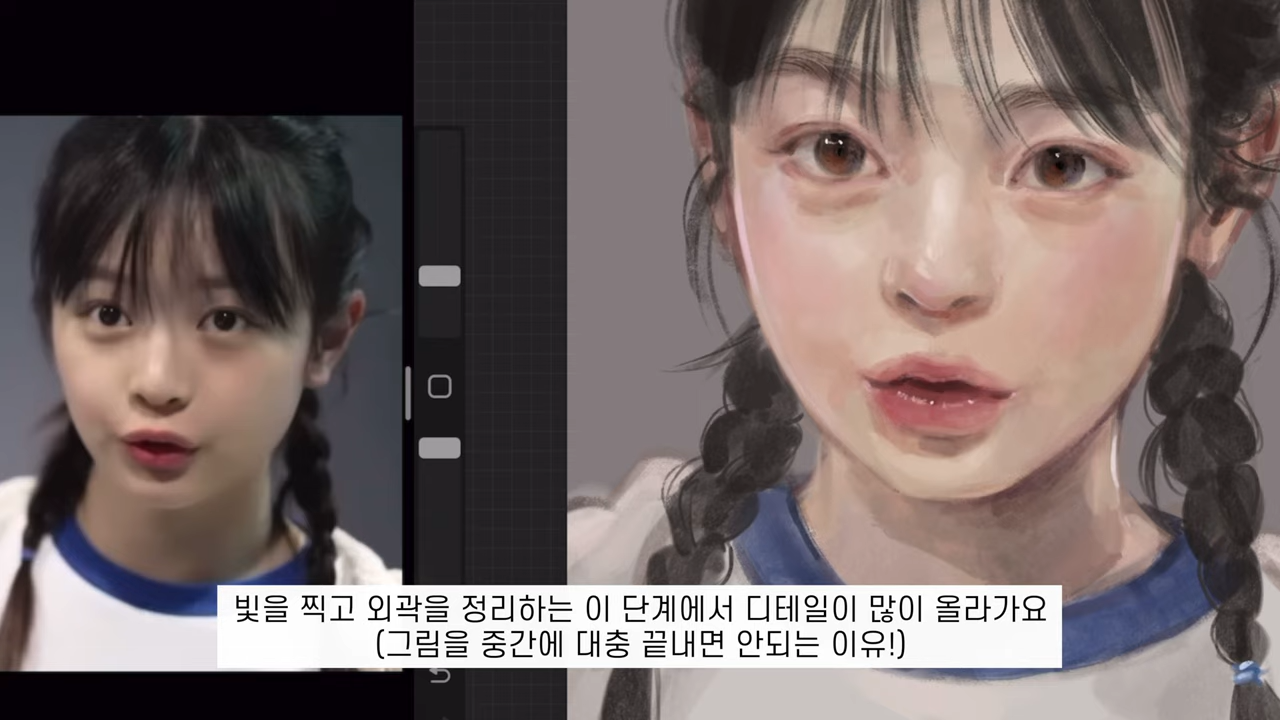 빛을 찍고 외곽을 정리하는 이 단계에서 디테일이 많이 올라가요
(그림을 중간에 대충 끝내면 안되는 이유!)